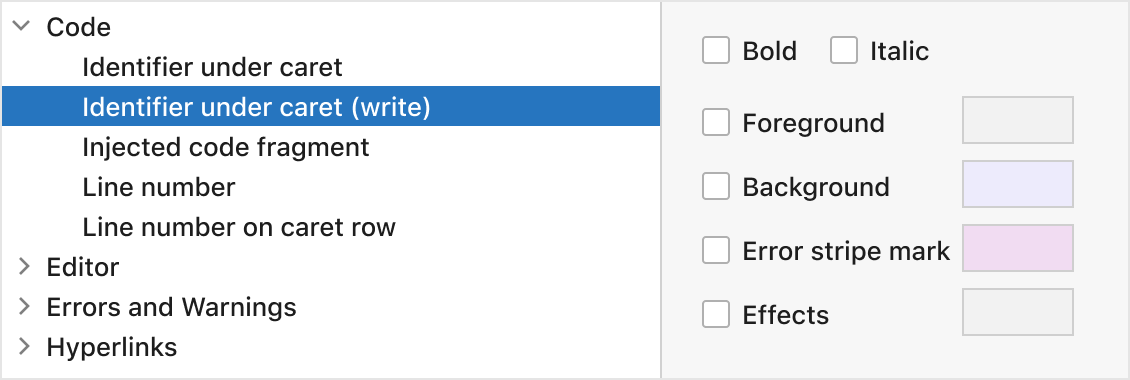 Code
Identifier under caret
Identifier under caret (write)
Injected code fragment
Line number
Line number on caret row
Editor
Errors and Warnings
Hyperlinks
Bold Italic
Foreground
Background
Error stripe mark
Effects